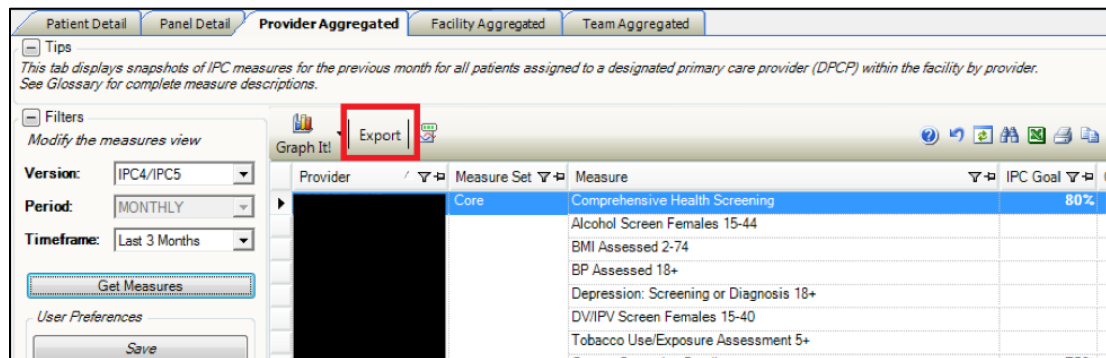 Patient Detail Panel Detail Provider Aggregated Facility Aggregated Team Aggregated
Tips
This tab displays snapshots of IPC measures for the previous month for all patients assigned to a designated primary care provider (DPCP) within the facility by provider.
See Glossary for complete measure descriptions.
Filters
Modify the measures view
Version: IPC4/IPC5
Period: MONTHLY
Timeframe: Last 3 Months
Get Measures
User Preferences
Save
Graph It! Export
Provider Measure Set Measure IPC Goal
Core Comprehensive Health Screening 80%
Alcohol Screen Females 15-44
BMI Assessed 2-74
BP Assessed 18+
Depression: Screening or Diagnosis 18+
DV/IPV Screen Females 15-40
Tobacco Use/Exposure Assessment 5+